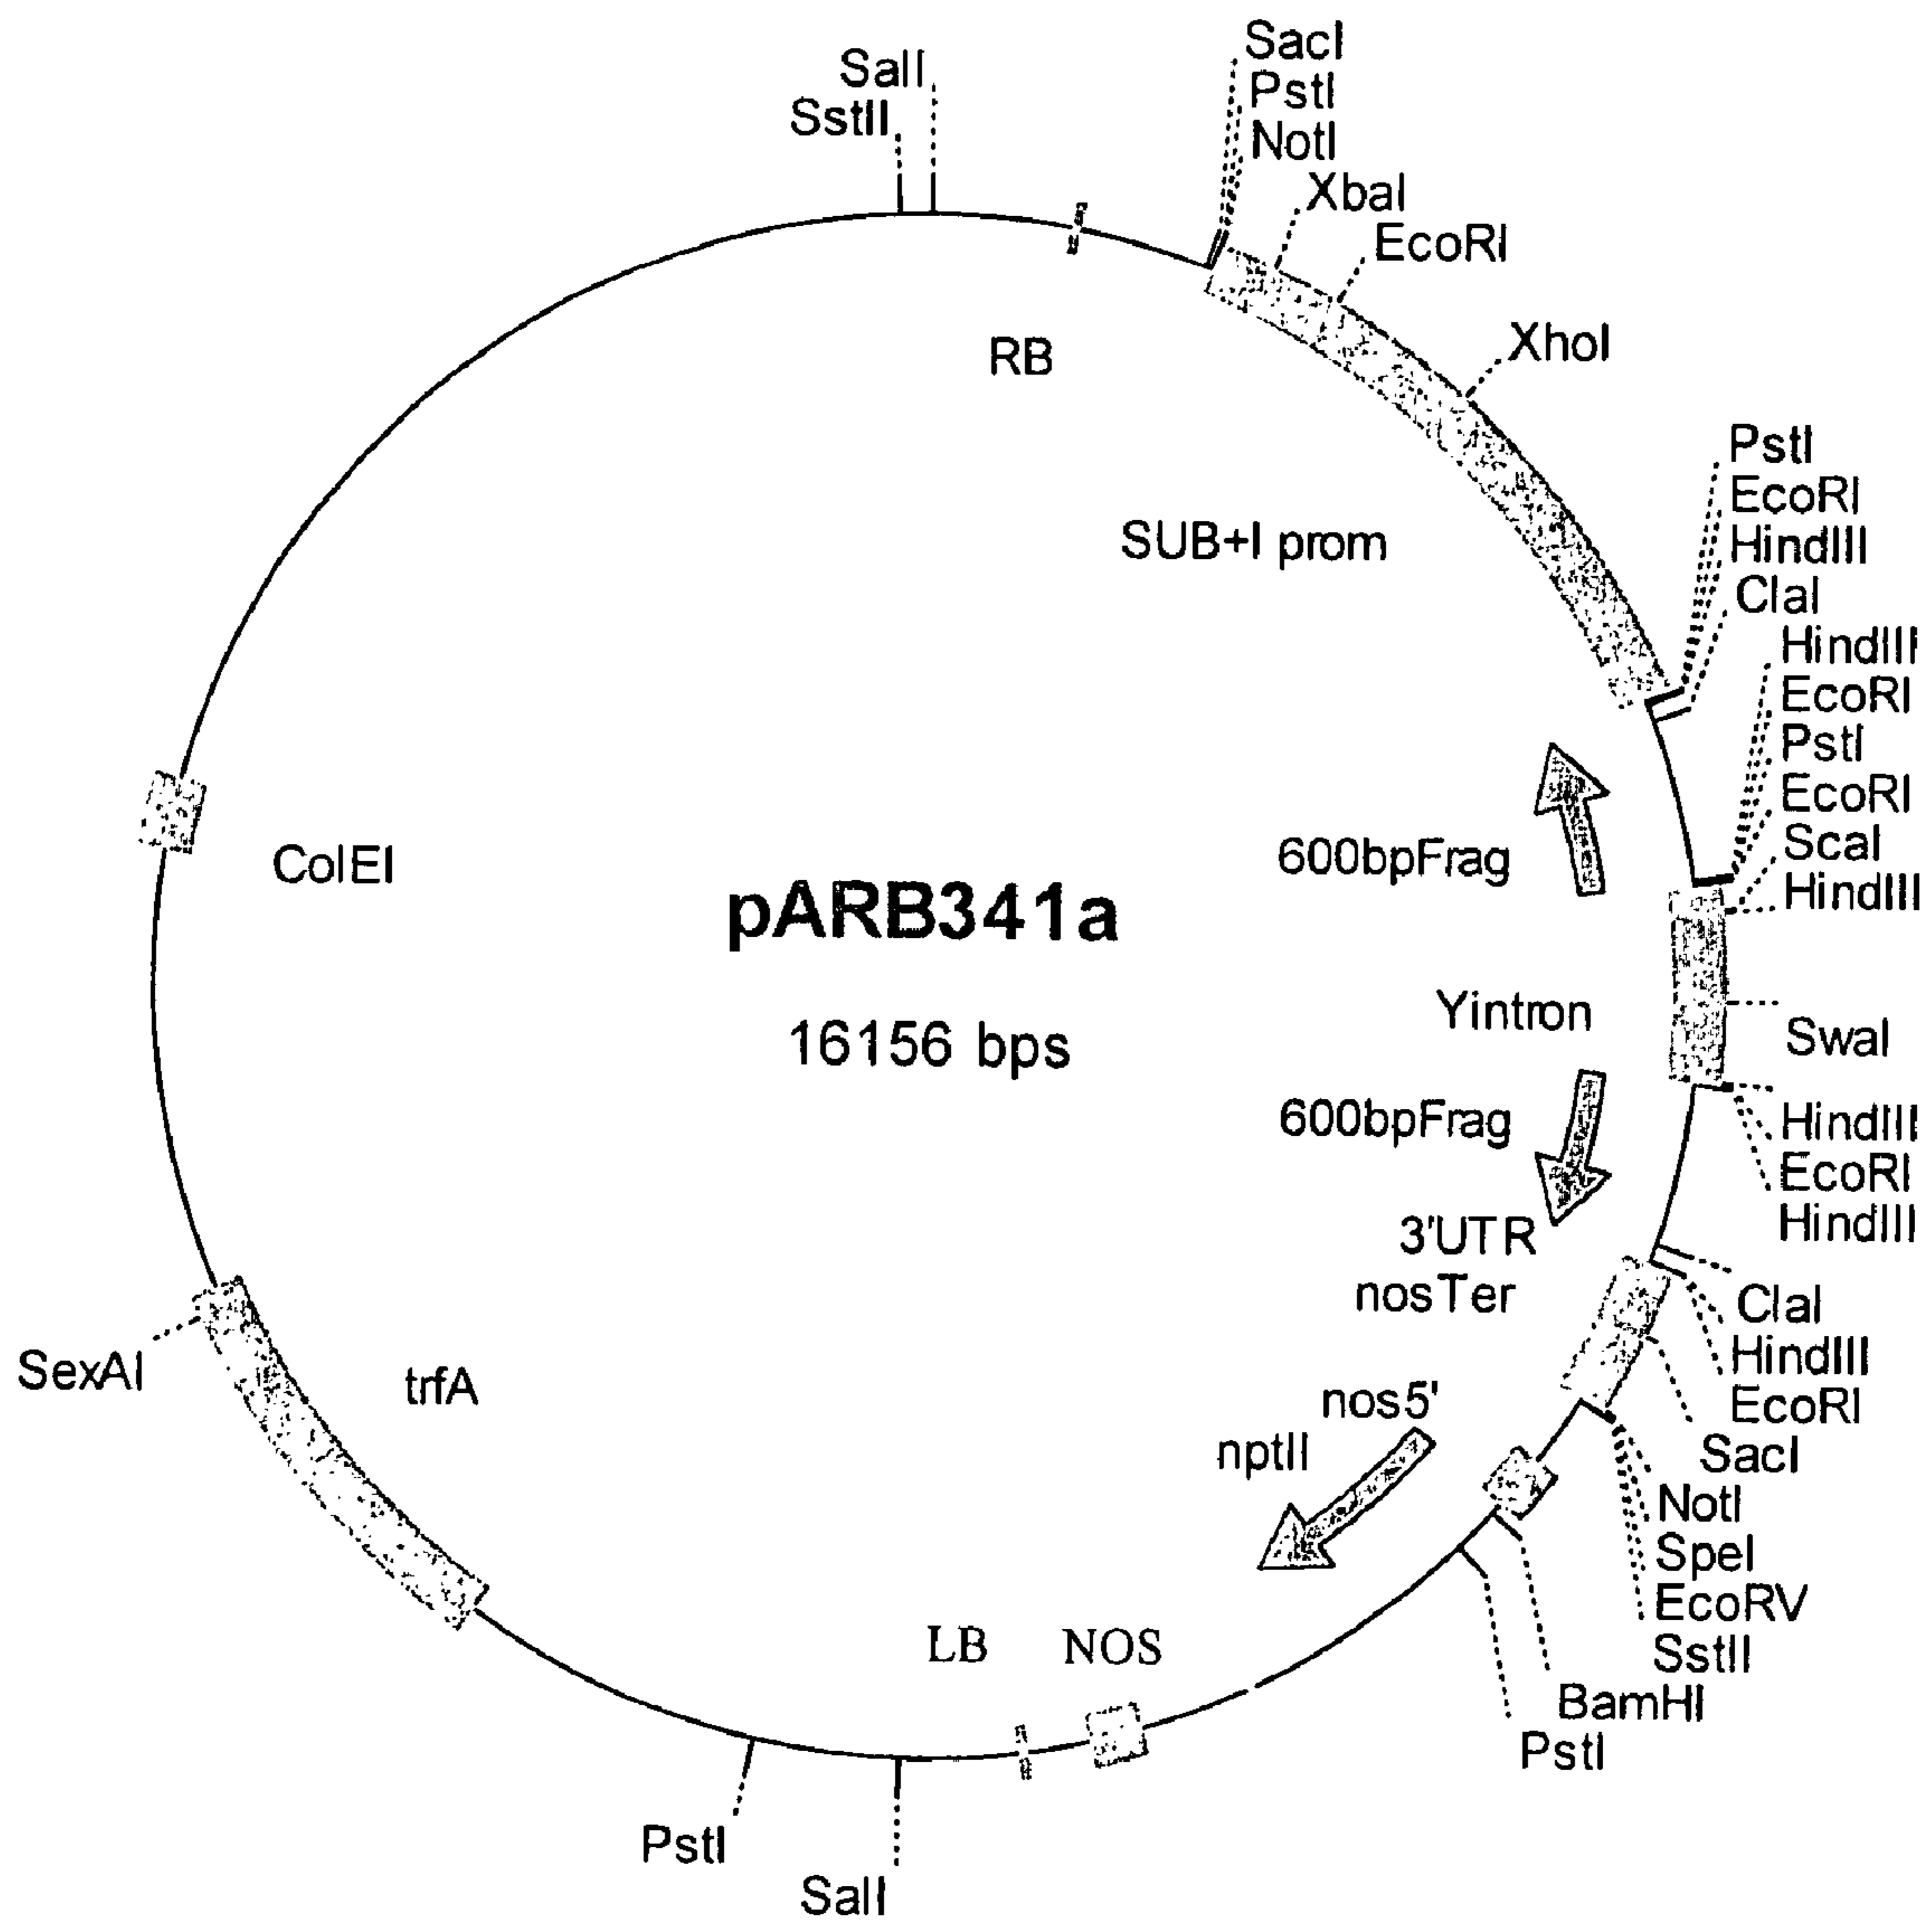 SacI
SalI
PstI
SstII
NotI
XbaI
EcoRI
RB
XhoI
PstI
EcoRI
SUB+I prom
HindIII
ClaI
HindIII
EcoRI
PstI
EcoRI
600bpFrag
ScaI
ColEI
HindIII
pARB341a
Yintron
SwaI
16156 bps
600bpFrag
HindIII
EcoRI
HindIII
3'UTR
nosTer
ClaI
HindIII
SexAI
trfA
nos5'
EcoRI
nptII
SacI
NotI
SpeI
EcoRV
LB
NOS
SstII
BamHI
PstI
PstI
SalI